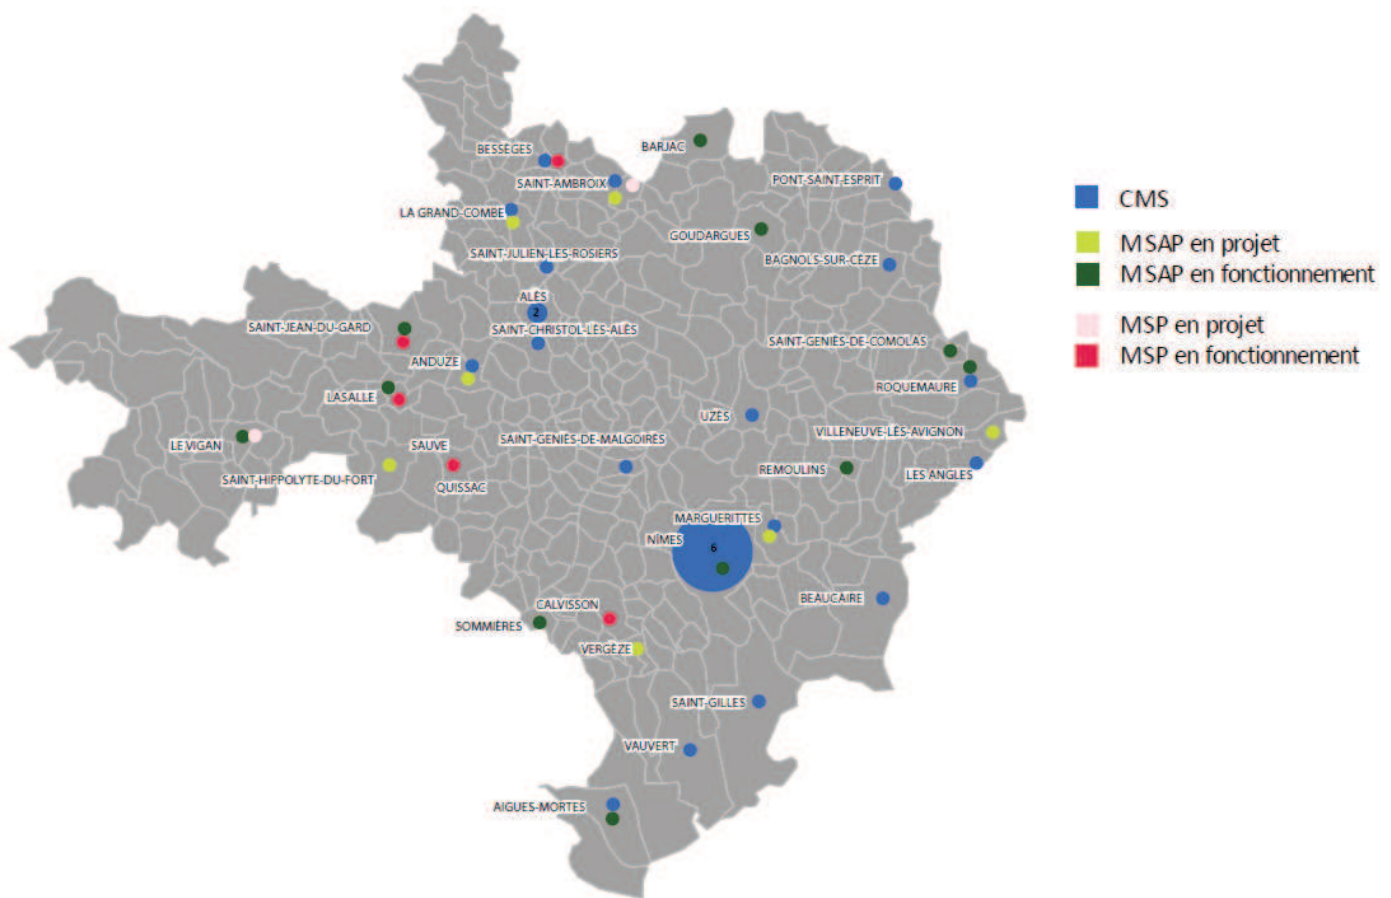 BESSÈGES
BARJAC
SAINT-AMBROIX
PONT-SAINT-ESPRIT
LA GRAND-COMBE
GOUDARGUES
SAINT-JULIEN-LES-ROSIERS
BAGNOLS-SUR-CÈZE
ALÈS
2
SAINT-JEAN-DU-GARD
SAINT-CHRISTOL-LÈS-ALÈS
SAINT-GENIÈS-DE-COMOLAS
ANDUZE
ROQUEMAURE
LASALLE
UZÈS
VILLENEUVE-LÈS-AVIGNON
LE VIGAN
SAUVE
SAINT-GENIÈS-DE-MALGOIRÈS
REMOULINS
LES ANGLES
SAINT-HIPPOLYTE-DU-FORT
QUISSAC
MARGUERITTES
NÎMES
6
BEAUCAIRE
CALVISSON
SOMMIÈRES
VERGÈZE
SAINT-GILLES
VAUVERT
AIGUES-MORTES
CMS
MSAP en projet
MSAP en fonctionnement
MSP en projet
MSP en fonctionnement